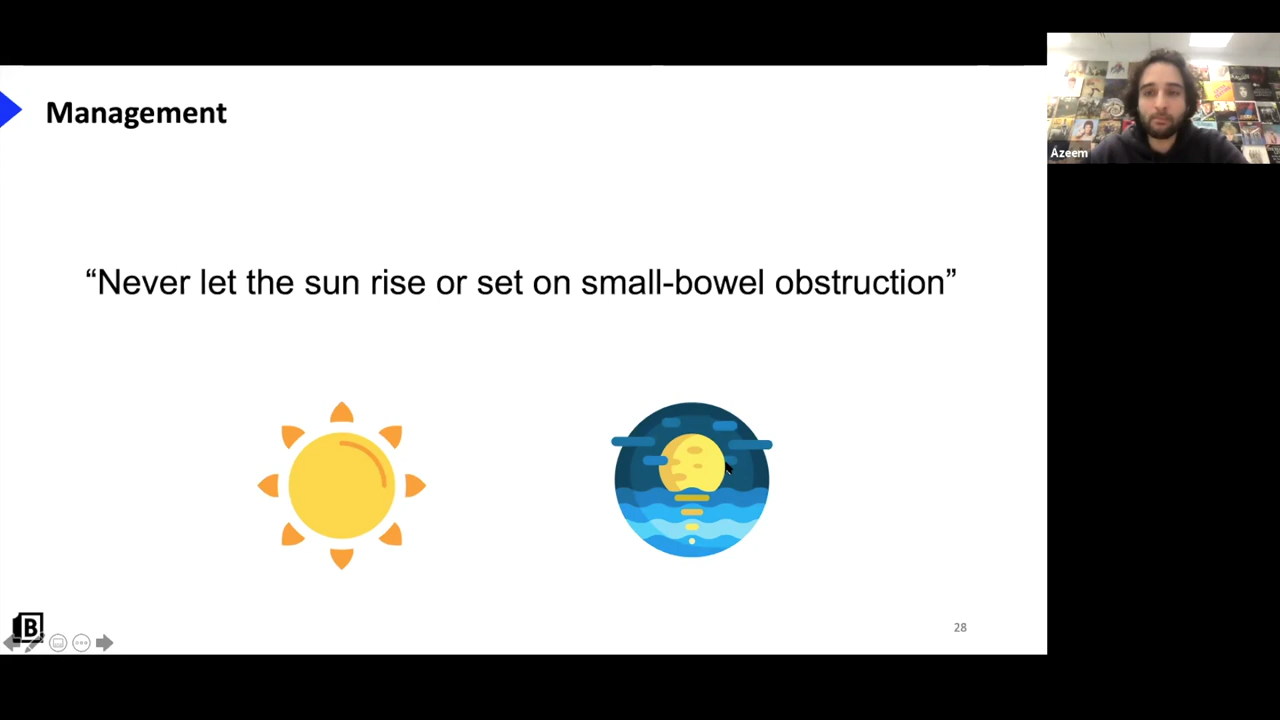 Management
Azeem
“Never let the sun rise or set on small-bowel obstruction”
B
28